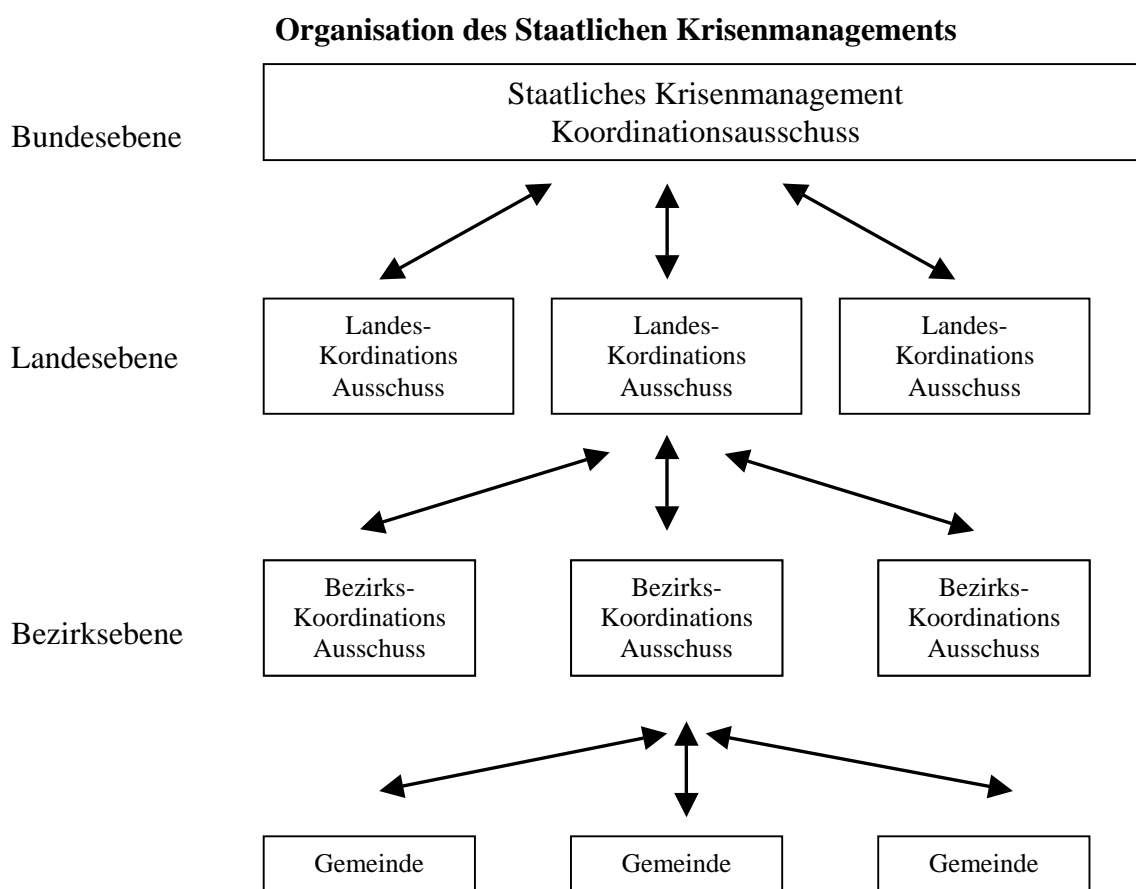 Organisation des Staatlichen Krisenmanagements
Staatliches Krisenmanagement
Koordinationsausschuss
Bundesebene
Landesebene
Landes-
Kordinations
Ausschuss
Landes-
Kordinations
Ausschuss
Landes-
Kordinations
Ausschuss
Bezirksebene
Bezirks-
Koordinations
Ausschuss
Bezirks-
Koordinations
Ausschuss
Bezirks-
Koordinations
Ausschuss
Gemeinde
Gemeinde
Gemeinde